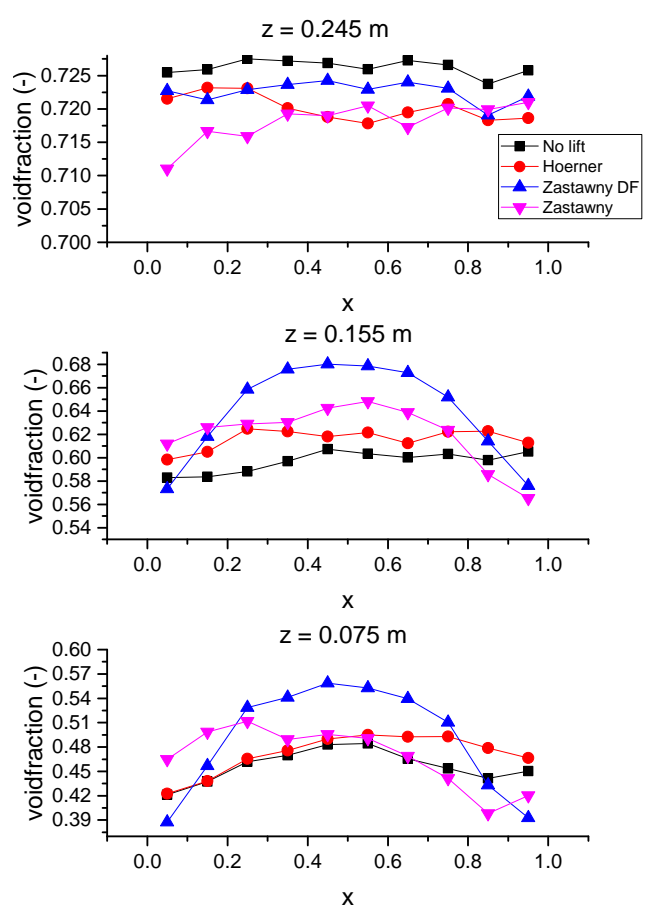 z = 0.245 m
voidfraction (-)
0.725
0.720
0.715
0.710
0.705
0.700
No lift
Hoerner
Zastawny DF
Zastawny
0.0 0.2 0.4 0.6 0.8 1.0
x
z = 0.155 m
voidfraction (-)
0.68
0.66
0.64
0.62
0.60
0.58
0.56
0.54
0.0 0.2 0.4 0.6 0.8 1.0
x
z = 0.075 m
voidfraction (-)
0.60
0.57
0.54
0.51
0.48
0.45
0.42
0.39
0.0 0.2 0.4 0.6 0.8 1.0
x